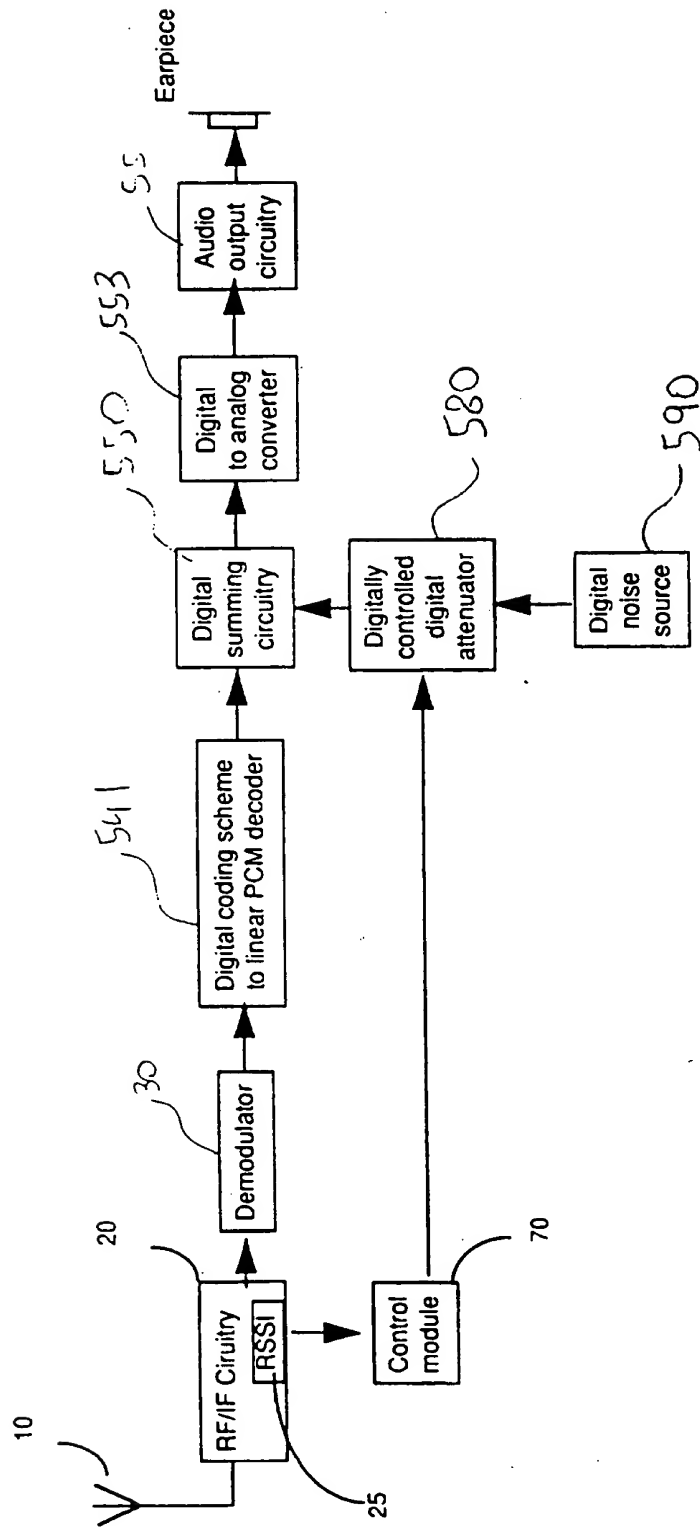 10
20
RF/IF Ciruitry
RSSI
25
30
Demodulator
541
Digital coding scheme
to linear PCM decoder
550
Digital
summing
circuitry
553
Digital
to analog
converter
55
Audio
output
circuitry
Earpiece
Control
module
70
Digitally
controlled
digital
attenuator
580
Digital
noise
source
590